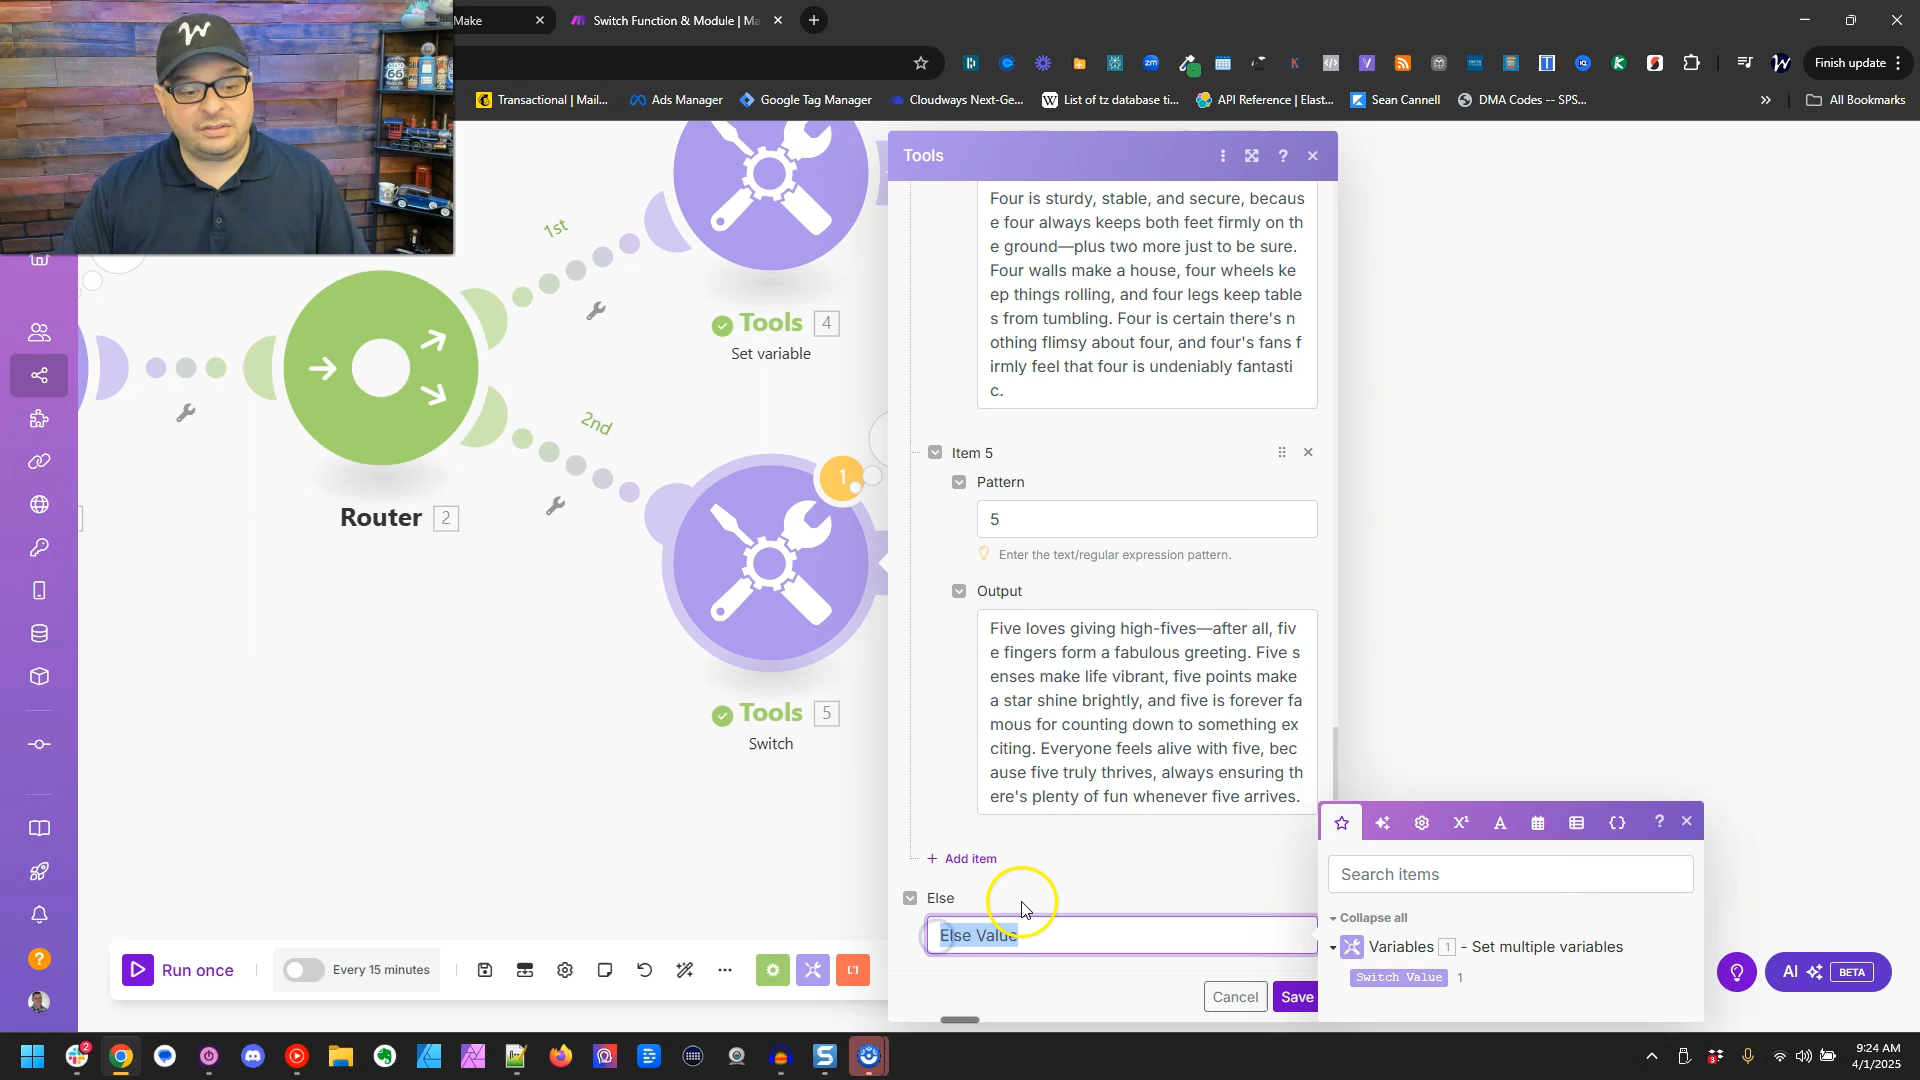 Make
Switch Function & Module | Ma
Finish update
Transactional | Mail...
Ads Manager
Google Tag Manager
Cloudways Next-Ge...
List of tz database ti...
API Reference | Elast...
Sean Cannell
DMA Codes -- SPS...
All Bookmarks
Tools
Four is sturdy, stable, and secure, becaus
e four always keeps both feet firmly on th
e ground—plus two more just to be sure.
Four walls make a house, four wheels ke
ep things rolling, and four legs keep table
s from tumbling. Four is certain there's n
othing flimsy about four, and four's fans f
irmly feel that four is undeniably fantasti
c.
1st
Tools 4
Set variable
2nd
Router 2
1
Tools 5
Switch
Item 5
Pattern
5
Enter the text/regular expression pattern.
Output
Five loves giving high-fives—after all, fiv
e fingers form a fabulous greeting. Five s
enses make life vibrant, five points make
a star shine brightly, and five is forever fa
mous for counting down to something ex
citing. Everyone feels alive with five, bec
ause five truly thrives, always ensuring th
ere's plenty of fun whenever five arrives.
+ Add item
Else
Else Value
Cancel
Save
Search items
Collapse all
Variables 1 - Set multiple variables
Switch Value 1
Run once
Every 15 minutes
AI BETA
9:24 AM
4/1/2025